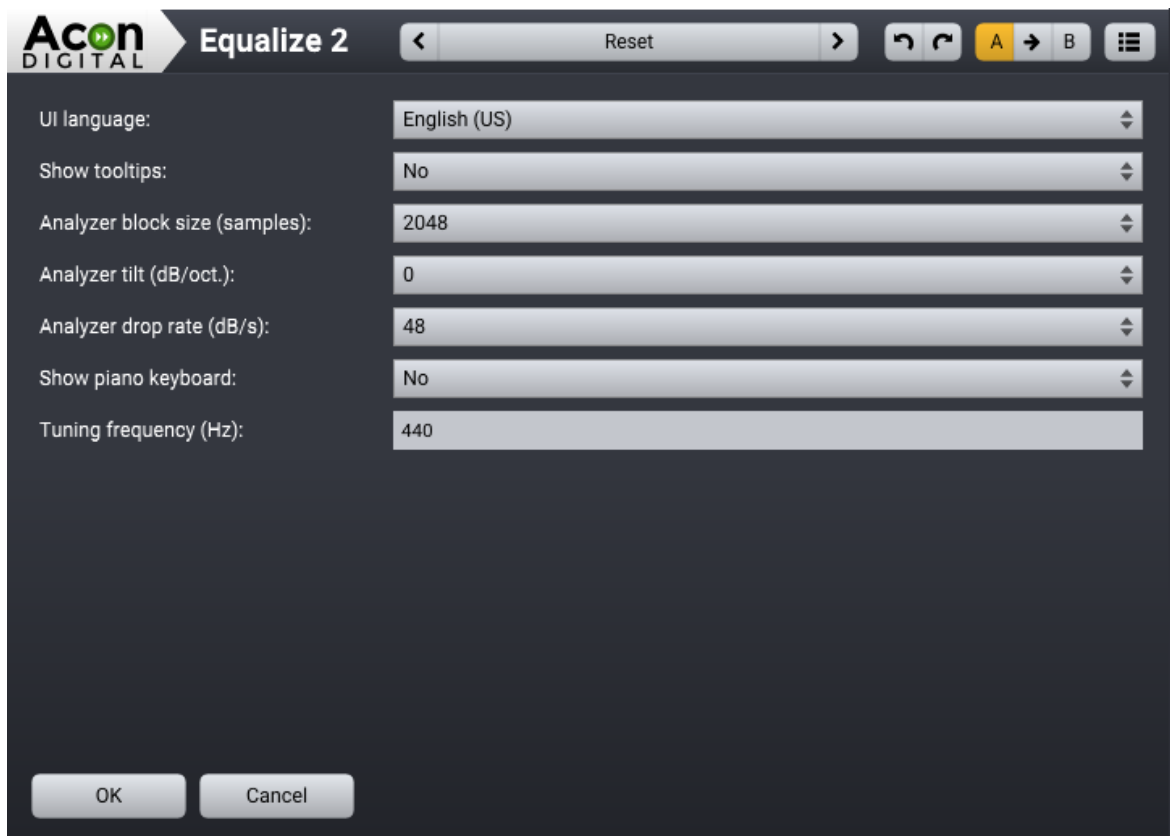 Acon
DIGITAL
Equalize 2
Reset
A
B
UI language:
English (US)
Show tooltips:
No
Analyzer block size (samples):
2048
Analyzer tilt (dB/oct.):
0
Analyzer drop rate (dB/s):
48
Show piano keyboard:
No
Tuning frequency (Hz):
440
OK
Cancel